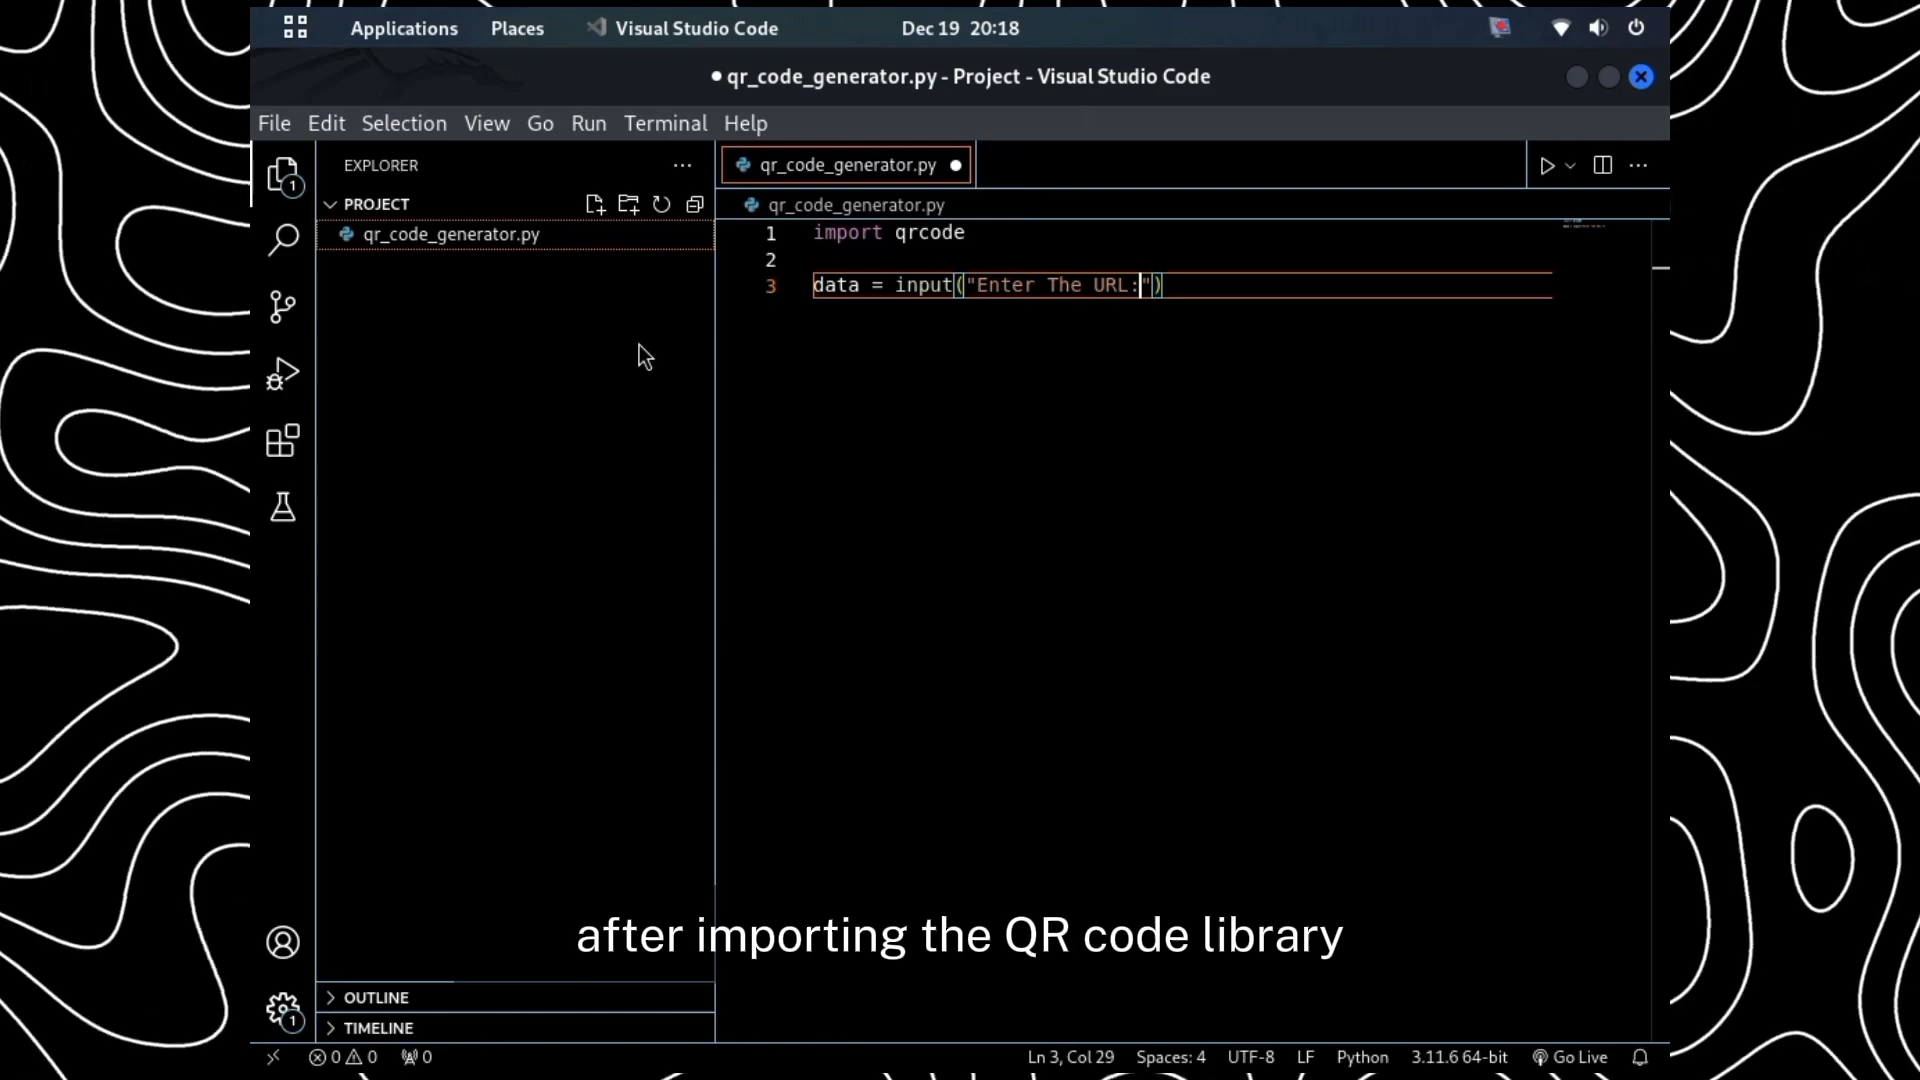 Applications Places Visual Studio Code Dec 19 20:18
● qr_code_generator.py - Project - Visual Studio Code
File Edit Selection View Go Run Terminal Help
EXPLORER
PROJECT
qr_code_generator.py
1
qr_code_generator.py
qr_code_generator.py
1 import qrcode
2
3 data = input("Enter The URL:")
after importing the QR code library
OUTLINE
TIMELINE
1
0 0 0 Ln 3, Col 29 Spaces: 4 UTF-8 LF Python 3.11.6 64-bit Go Live